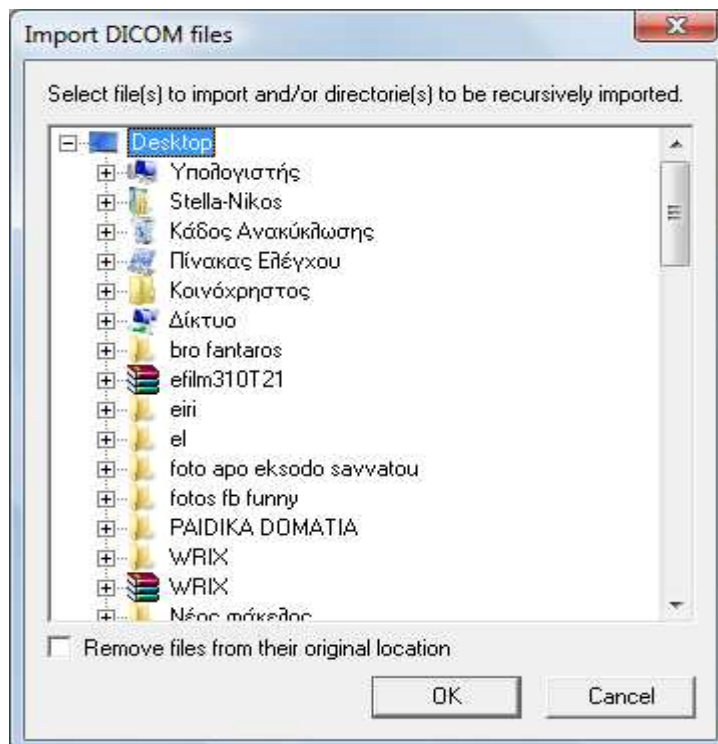 Import DICOM files
Select file(s) to import and/or directorie(s) to be recursively imported.
Desktop
Υπολογιστής
Stella-Nikos
Κάδος Ανακύκλωσης
Πίνακας Ελέγχου
Κοινόχρηστος
Δίκτυο
bro fantaros
efilm310T21
eiri
el
foto apo eksodo savvatou
fotos fb funny
PAIDIKA DOMATIA
WRIX
WRIX
Νέος φάκελος
Remove files from their original location
OK Cancel